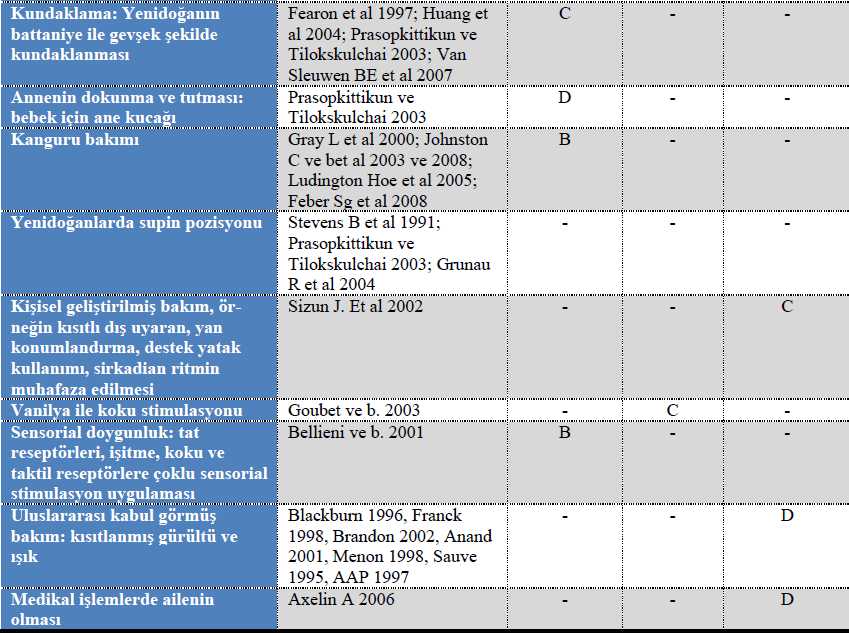 Kundaklama: Yenidoğanın
battaniye ile gevşek şekilde
kundaklanması
Fearon et al 1997; Huang et
al 2004; Prasopkittikun ve
Tilokskulchai 2003; Van
Sleuwen BE et al 2007
C
-
-
Annenin dokunma ve tutması:
bebek için ane kucağı
Prasopkittikun ve
Tilokskulchai 2003
D
-
-
Kanguru bakımı
Gray L et al 2000; Johnston
C ve bet al 2003 ve 2008;
Ludington Hoe et al 2005;
Feber Sg et al 2008
B
-
-
Yenidoğanlarda supin pozisyonu
Stevens B et al 1991;
Prasopkittikun ve
Tilokskulchai 2003; Grunau
R et al 2004
-
-
-
Kişisel geliştirilmiş bakım, ör-
neğin kısıtlı dış uyaran, yan
konumlandırma, destek yatak
kullanımı, sirkadian ritmin
muhafaza edilmesi
Sizun J. Et al 2002
-
-
C
Vanilya ile koku stimulasyonu
Goubet ve b. 2003
-
C
-
Sensorial doygunluk: tat
reseptörleri, işitme, koku ve
taktil reseptörlere çoklu sensorial
stimulasyon uygulaması
Bellieni ve b. 2001
B
-
-
Uluslararası kabul görmüş
bakım: kısıtlanmış gürültü ve
ışık
Blackburn 1996, Franck
1998, Brandon 2002, Anand
2001, Menon 1998, Sauve
1995, AAP 1997
-
-
D
Medikal işlemlerde ailenin
olması
Axelin A 2006
-
-
D